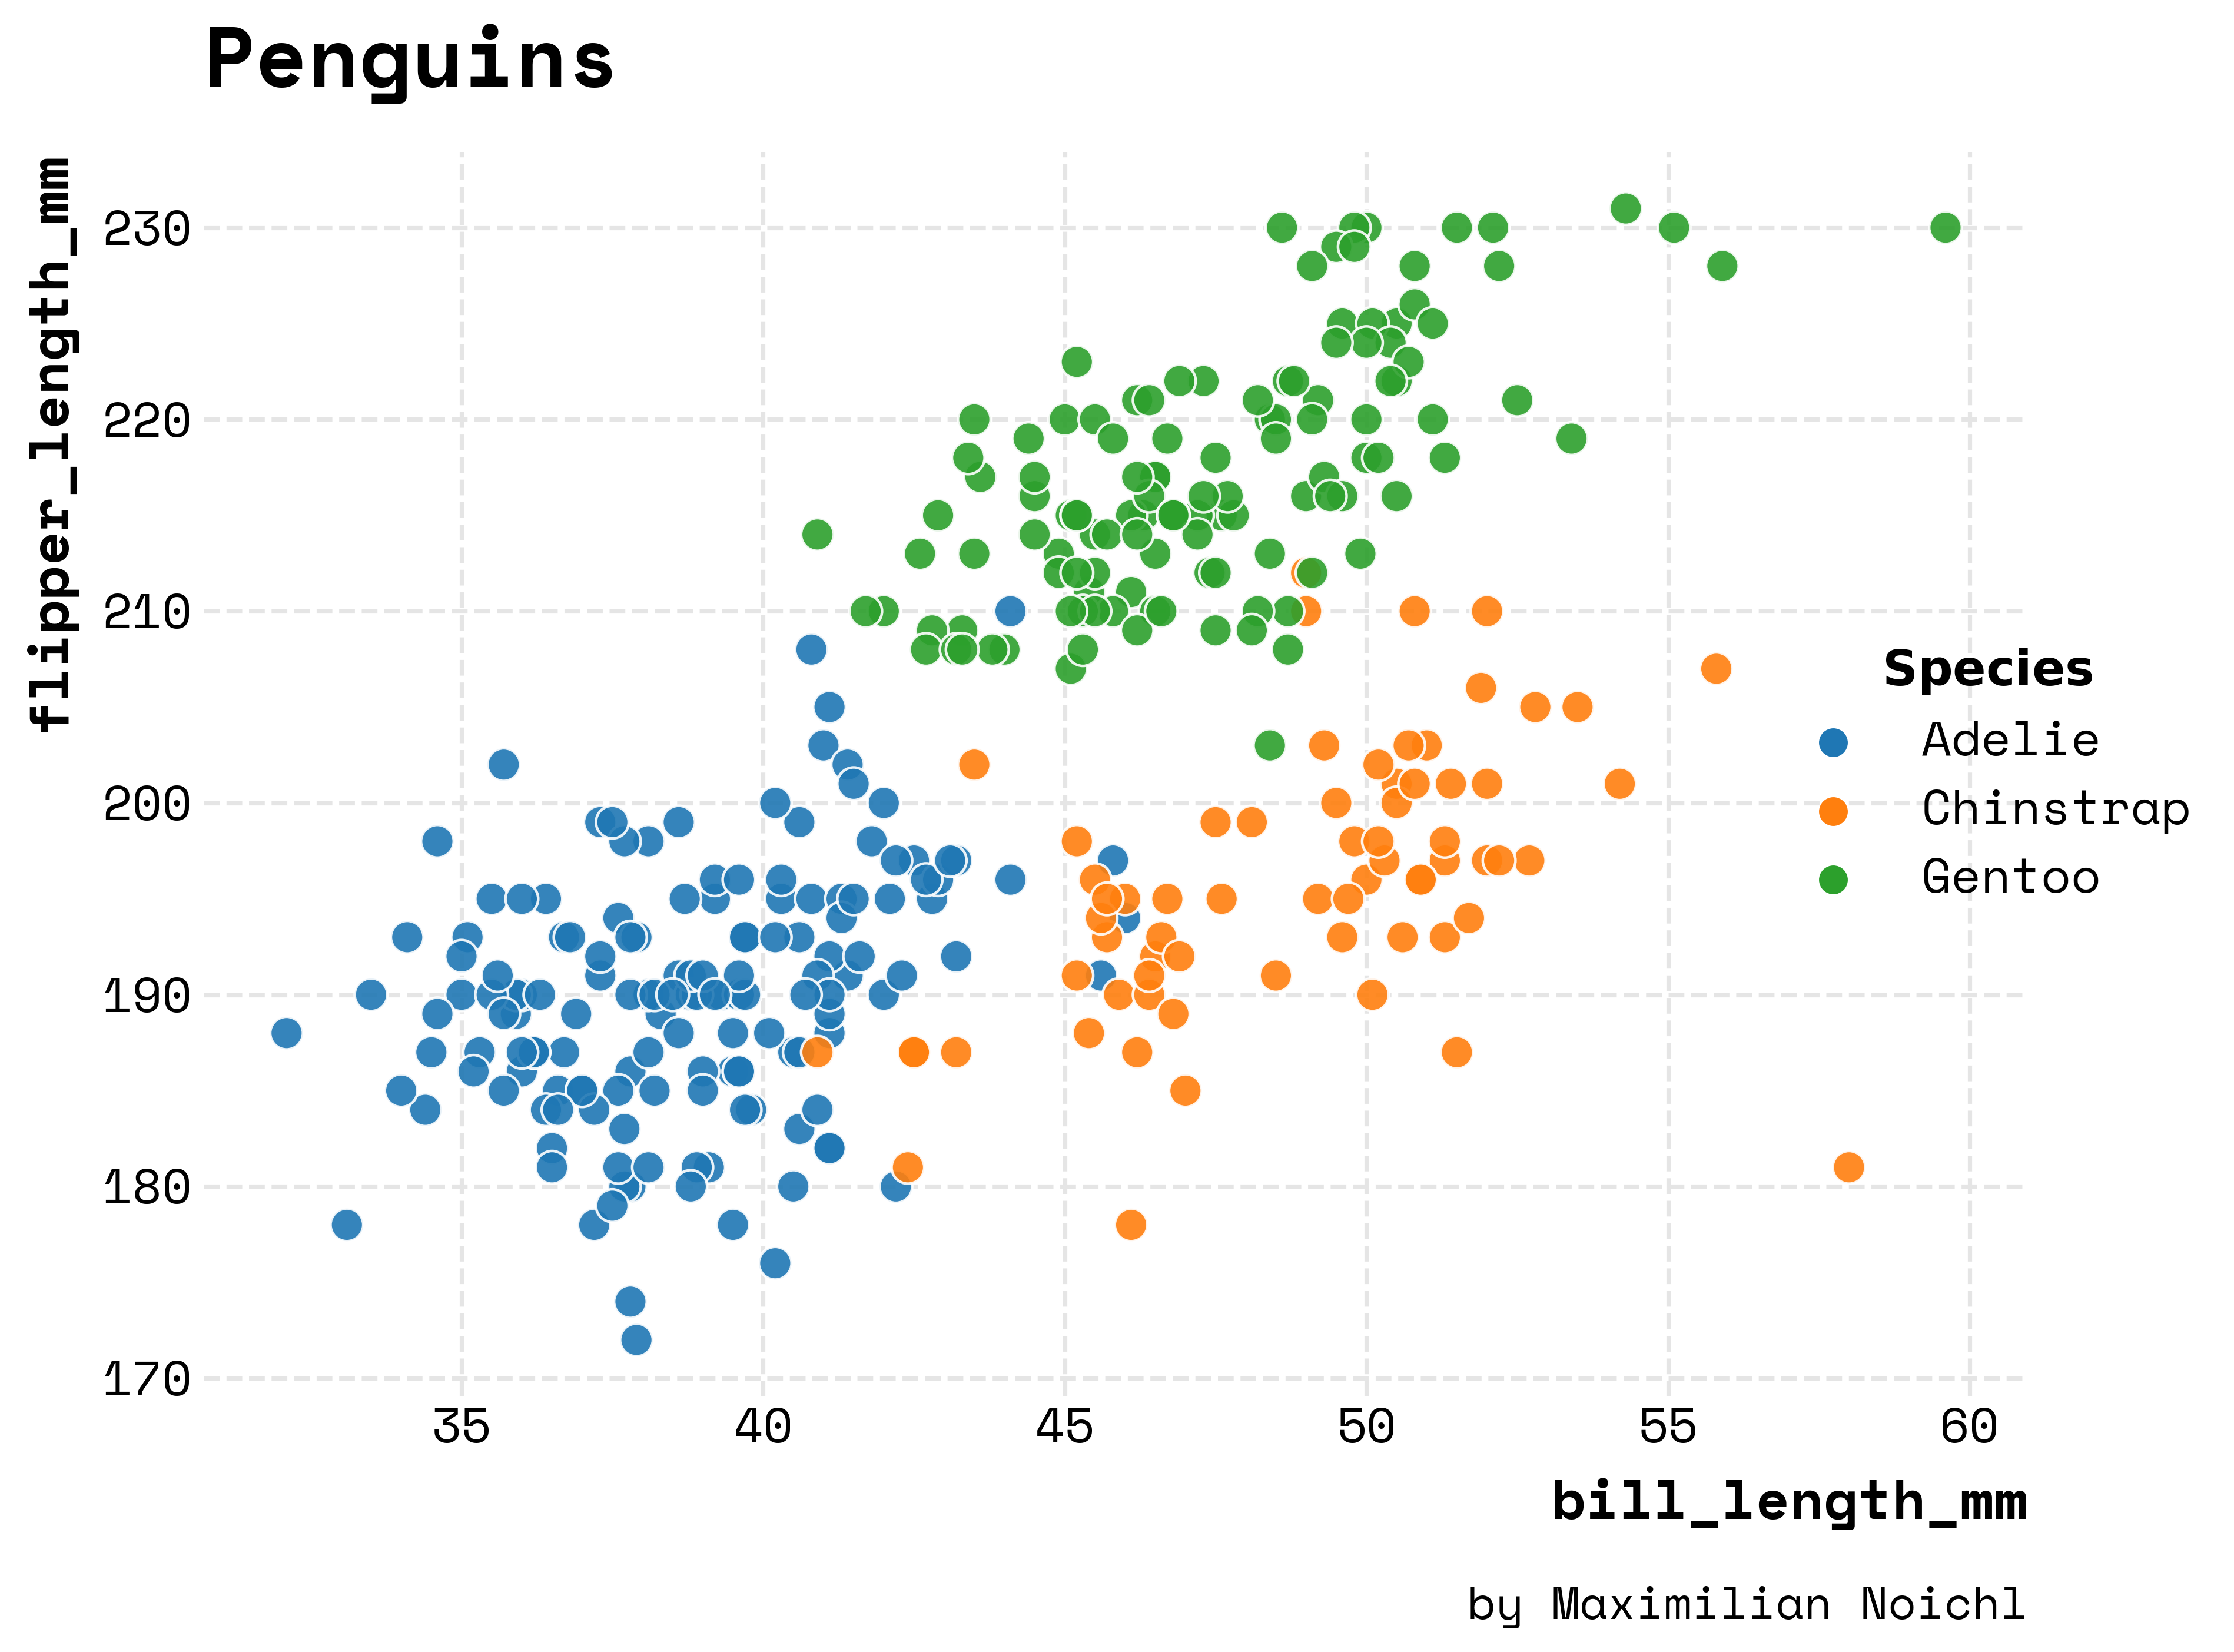 Penguins
flipper_length_mm
230
220
210
200
190
180
170
Species
Adelie
Chinstrap
Gentoo
35 40 45 50 55 60
bill_length_mm
by Maximilian Noichl